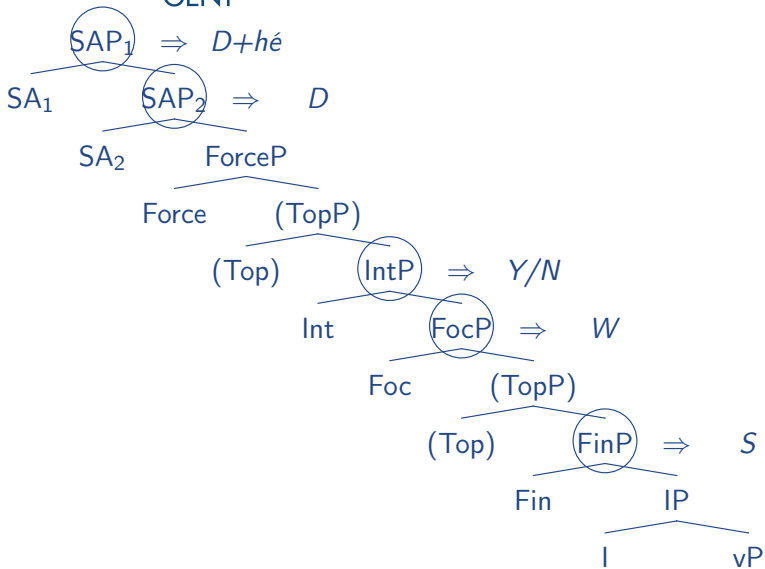 SAP₁ ⇒ D+hé
SA₁ SAP₂ ⇒ D
SA₂ ForceP
Force (TopP)
(Top) IntP ⇒ Y/N
Int FocP ⇒ W
Foc (TopP)
(Top) FinP ⇒ S
Fin IP
I vP